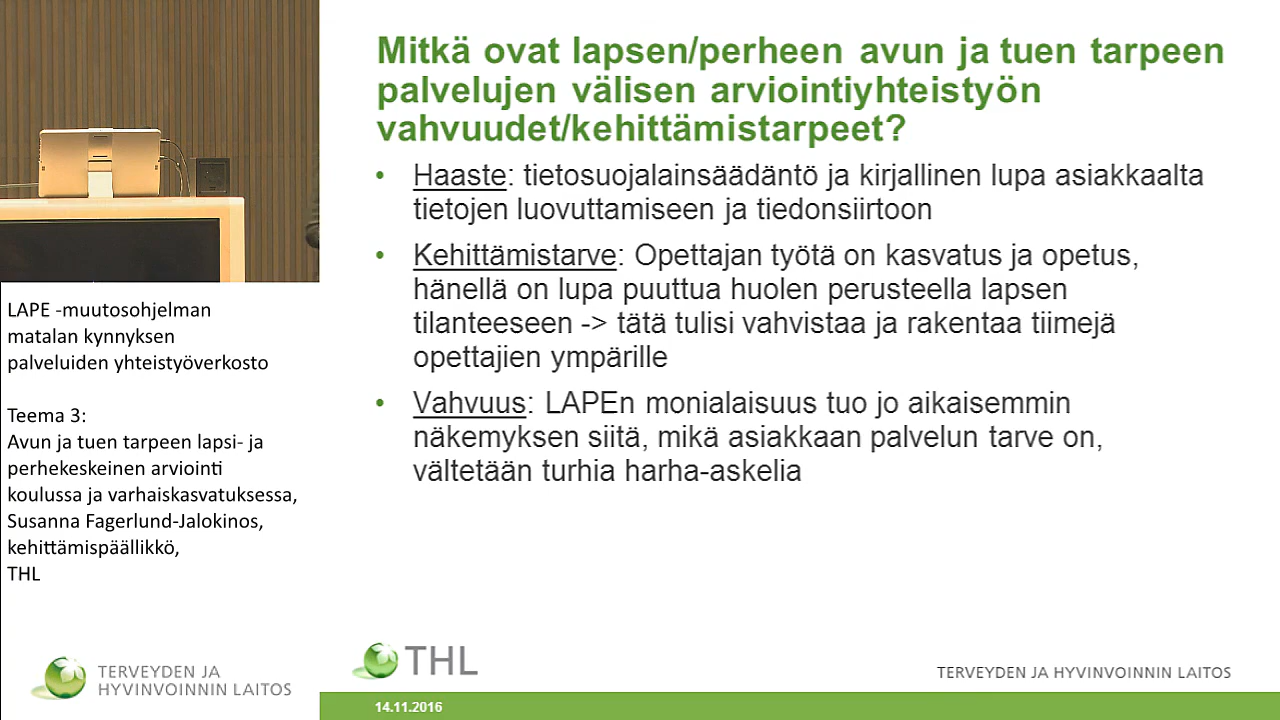 Mitkä ovat lapsen/perheen avun ja tuen tarpeen
palvelujen välisen arviointiyhteistyön
vahvuudet/kehittämistarpeet?
• Haaste: tietosuojalainsäädäntö ja kirjallinen lupa asiakkaalta
tietojen luovuttamiseen ja tiedonsiirtoon
• Kehittämistarve: Opettajan työtä on kasvatus ja opetus,
hänellä on lupa puuttua huolen perusteella lapsen
tilanteeseen -> tätä tulisi vahvistaa ja rakentaa tiimejä
opettajien ympärille
• Vahvuus: LAPEn monialaisuus tuo jo aikaisemmin
näkemyksen siitä, mikä asiakkaan palvelun tarve on,
vältetään turhia harha-askelia
LAPE -muutosohjelman
matalan kynnyksen
palveluiden yhteistyöverkosto
Teema 3:
Avun ja tuen tarpeen lapsi- ja
perhekeskeinen arviointi
koulussa ja varhaiskasvatuksessa,
Susanna Fagerlund-Jalokinos,
kehittämispäällikkö,
THL
TERVEYDEN JA
HYVINVOINNIN LAITOS
THL
TERVEYDEN JA HYVINVOINNIN LAITOS
14.11.2016